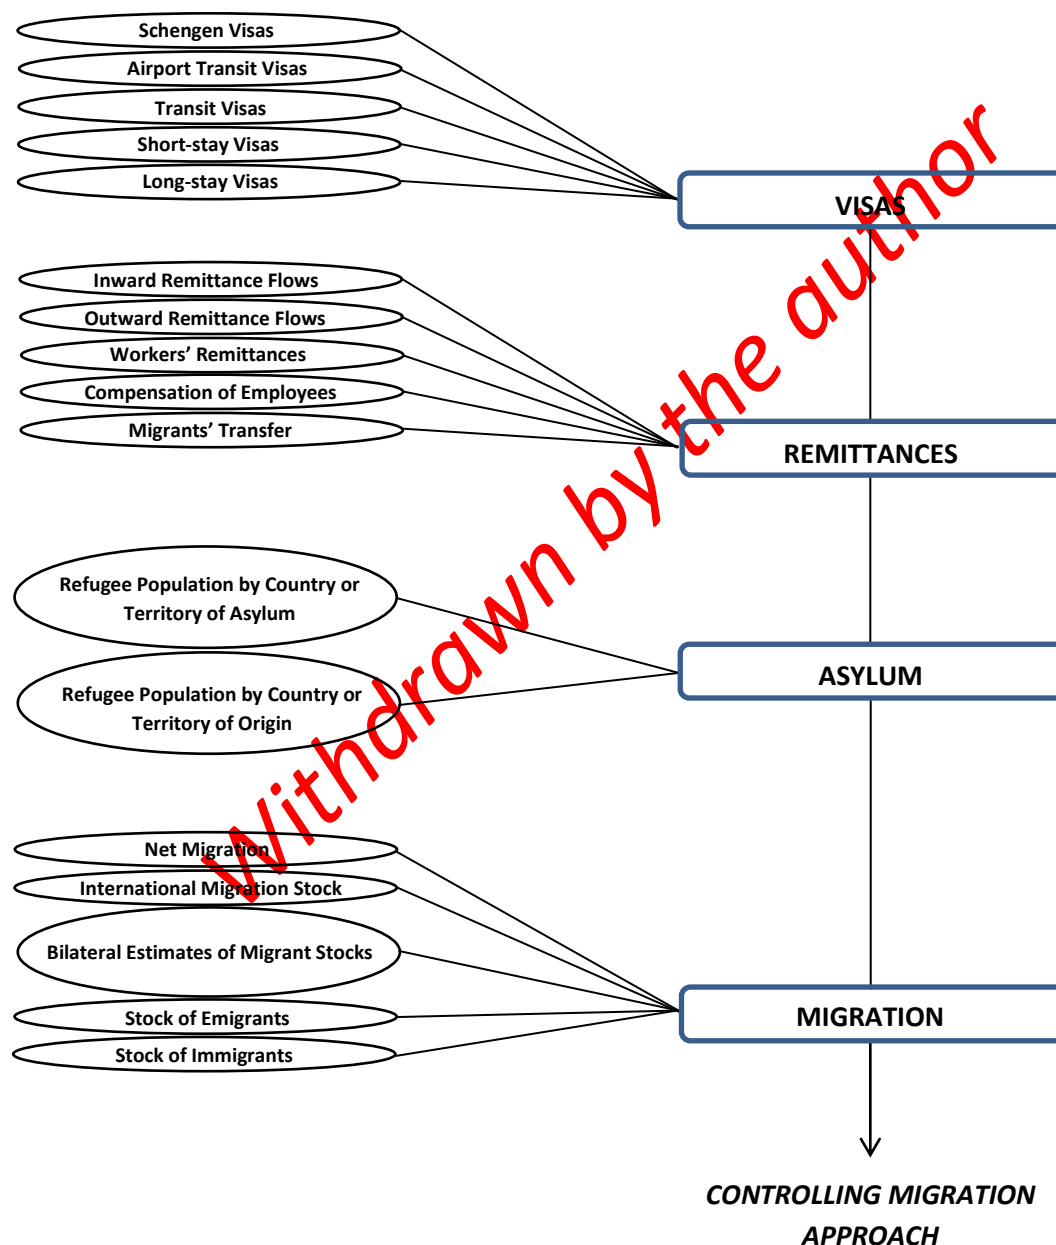 Schengen Visas
Airport Transit Visas
Transit Visas
Short-stay Visas
Long-stay Visas
VISAS
Inward Remittance Flows
Outward Remittance Flows
Workers’ Remittances
Compensation of Employees
Migrants’ Transfer
REMITTANCES
Refugee Population by Country or
Territory of Asylum
Refugee Population by Country or
Territory of Origin
ASYLUM
Net Migration
International Migration Stock
Bilateral Estimates of Migrant Stocks
Stock of Emigrants
Stock of Immigrants
MIGRATION
CONTROLLING MIGRATION
APPROACH
Withdrawn by the author